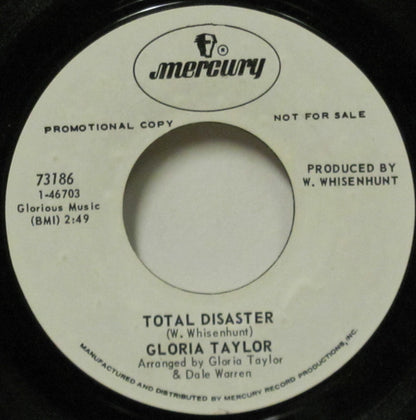 mercury
PROMOTIONAL COPY
NOT FOR SALE
73186
1-46703
Glorious Music
(BMI) 2:49
PRODUCED BY
W. WHISENHUNT
TOTAL DISASTER
(W. Whisenhunt)
GLORIA TAYLOR
Arranged by Gloria Taylor
& Dale Warren
MANUFACTURED AND DISTRIBUTED BY MERCURY RECORD PRODUCTIONS, INC.